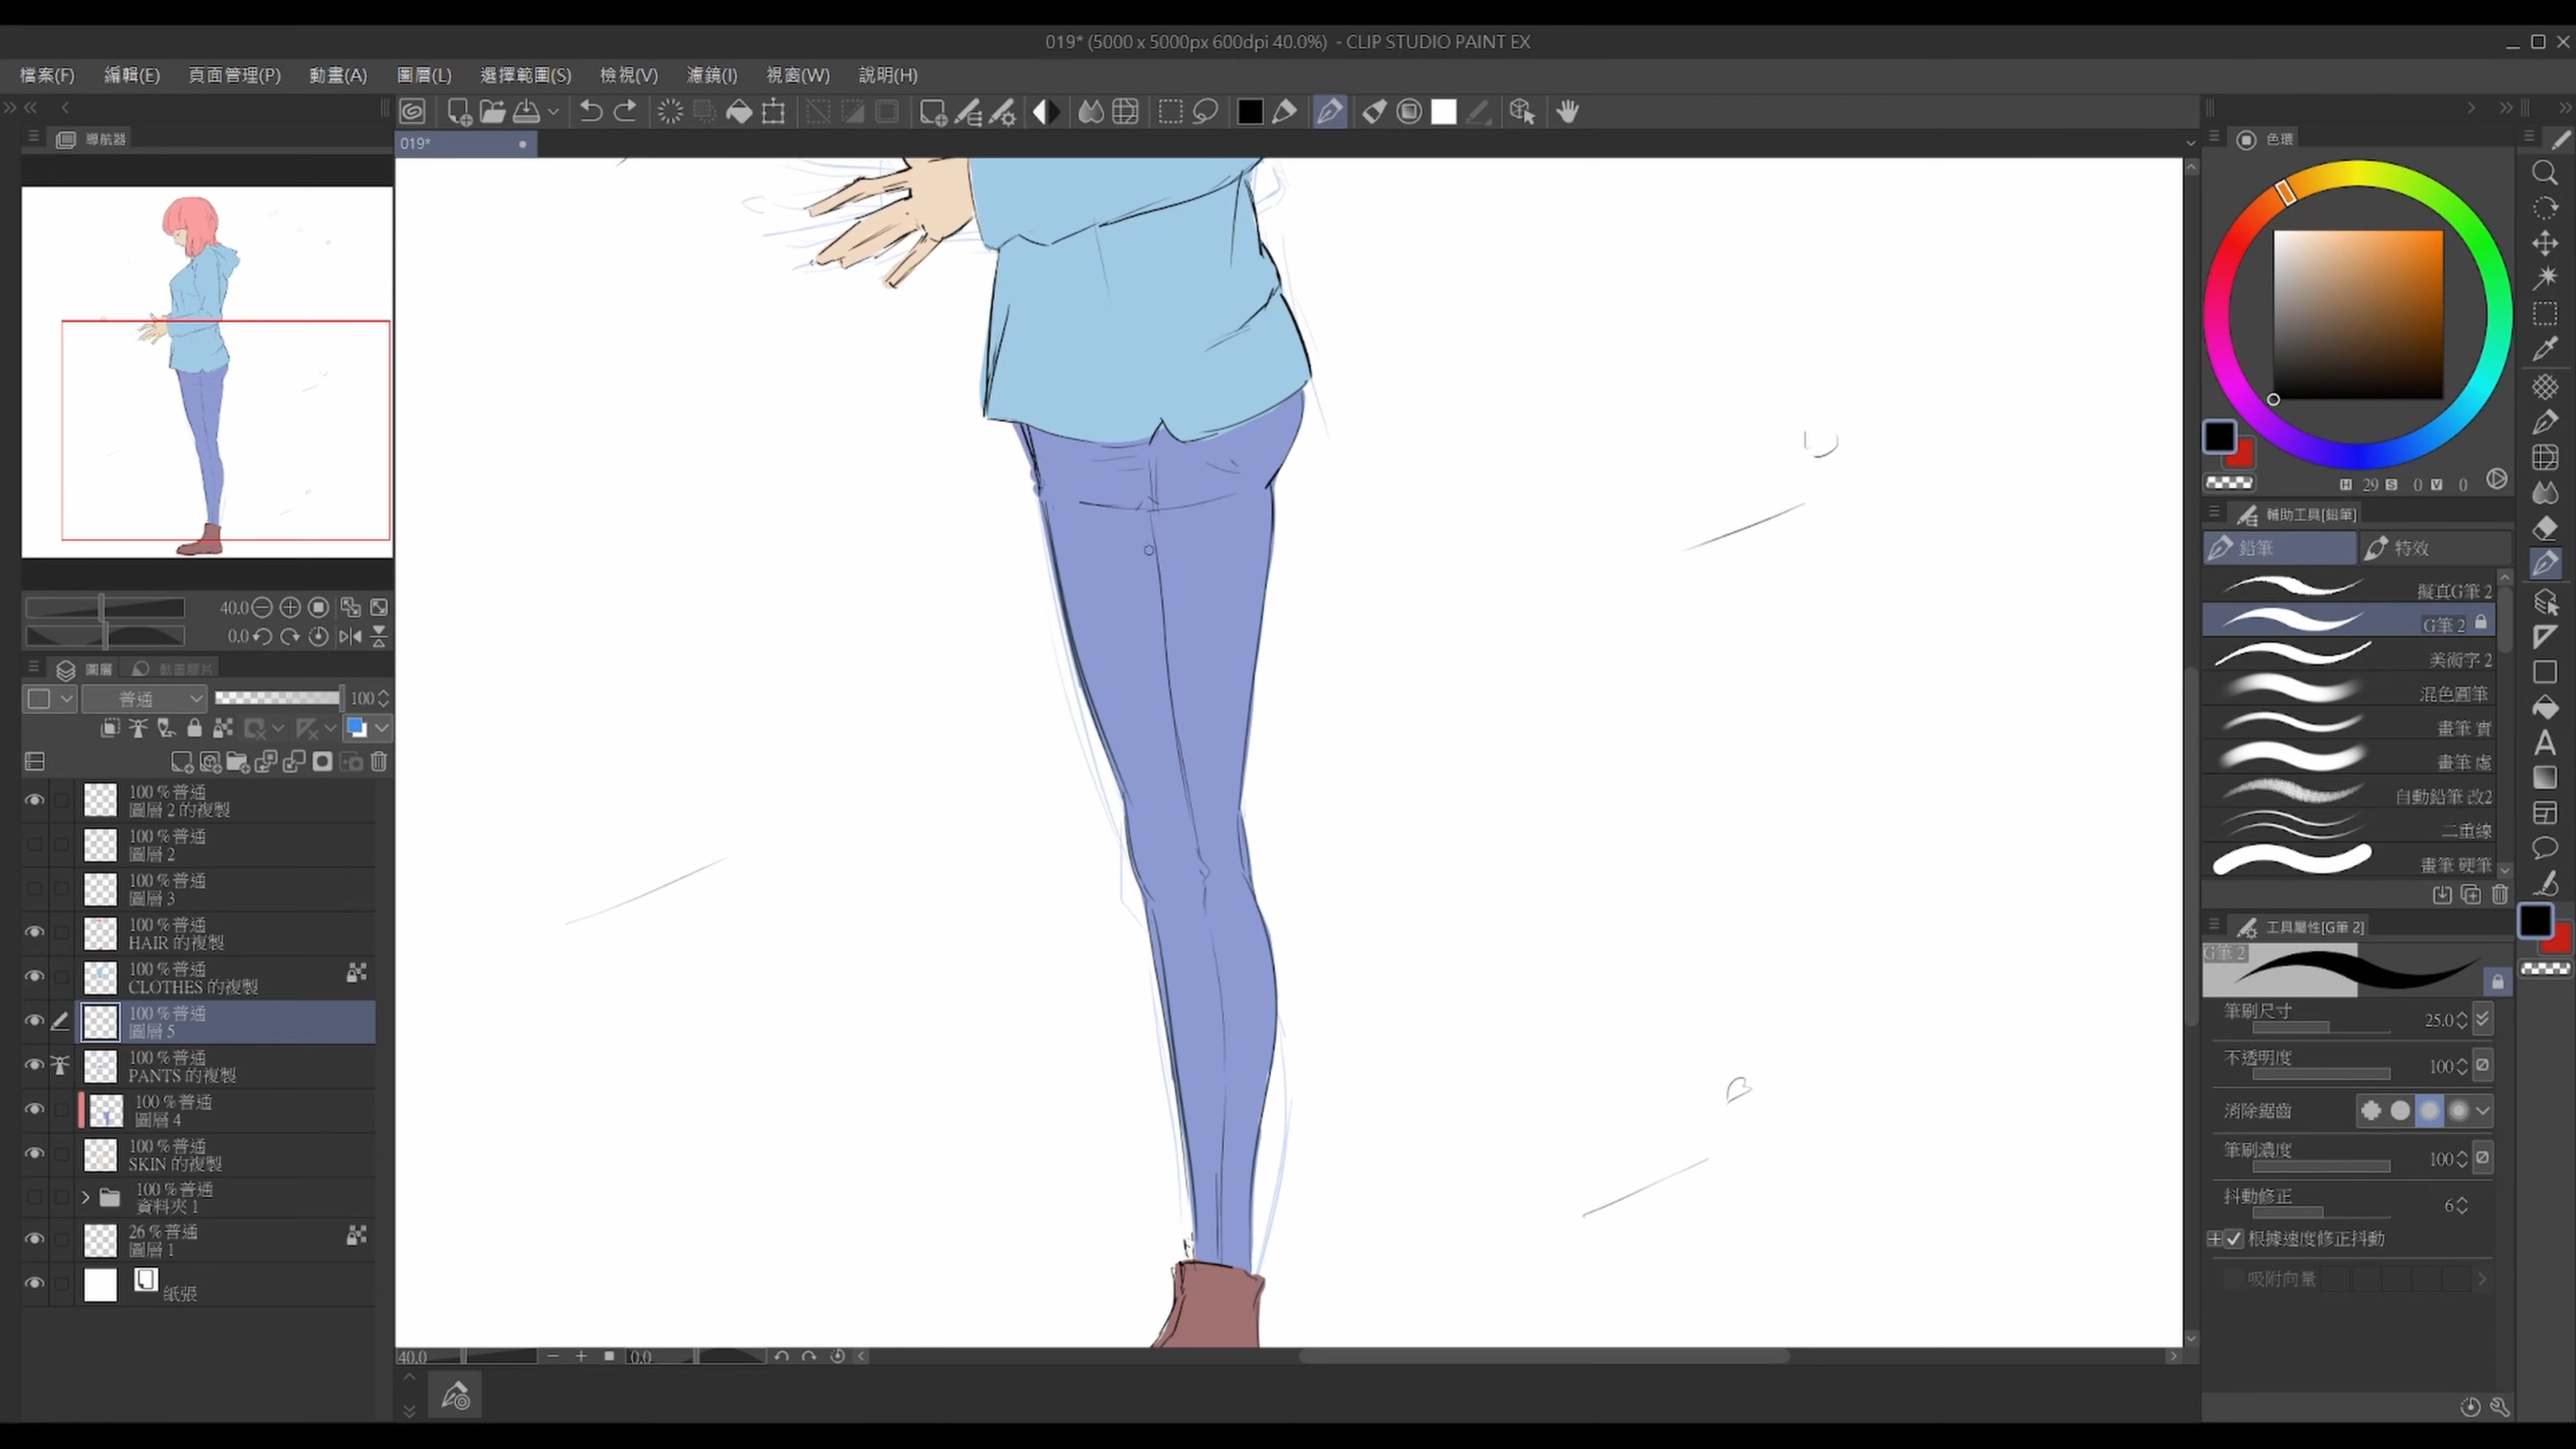 019* (5000 x 5000px 600dpi 40.0%) - CLIP STUDIO PAINT EX
檔案(F) 編輯(E) 頁面管理(P) 動畫(A) 圖層(L) 選擇範圍(S) 檢視(V) 濾鏡(I) 視窗(W) 說明(H)
導航器
019*
色環
H 29 S 0 V 0
輔助工具[鉛筆]
鉛筆 特效
擬真G筆 2
G筆 2
美術字 2
混色圓筆
畫筆 實
畫筆 虛
自動鉛筆 改2
二重線
畫筆 硬筆
工具屬性[G筆 2]
G筆 2
筆刷尺寸 25.0
不透明度 100
消除鋸齒
筆刷濃度 100
抖動修正 6
根據速度修正抖動
吸附向量
40.0
0.0
圖層 動畫膠片
普通 100
100 %普通
圖層 2 的複製
100 %普通
圖層 2
100 %普通
圖層 3
100 %普通
HAIR 的複製
100 %普通
CLOTHES 的複製
100 %普通
圖層 5
100 %普通
PANTS 的複製
100 %普通
圖層 4
100 %普通
SKIN 的複製
100 %普通
資料夾 1
26 %普通
圖層 1
紙張
40.0 0.0